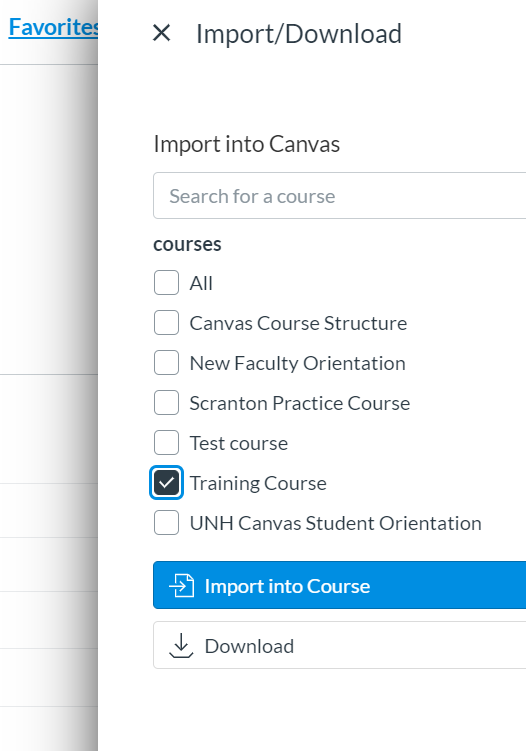 Favorites
Import/Download
Import into Canvas
Search for a course
courses
All
Canvas Course Structure
New Faculty Orientation
Scranton Practice Course
Test course
Training Course
UNH Canvas Student Orientation
Import into Course
Download